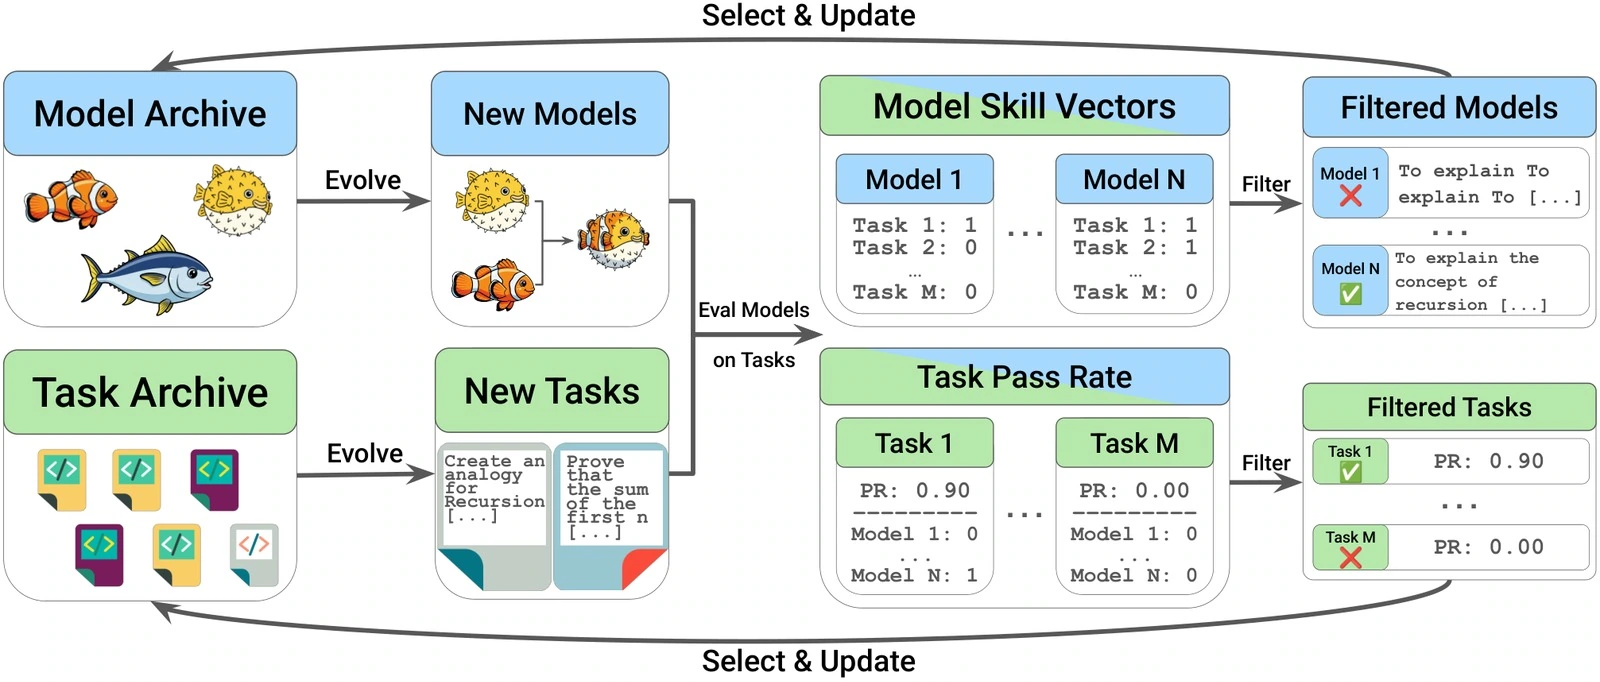 Select & Update
Model Archive
Evolve
New Models
Model Skill Vectors
Model 1
Task 1: 1
Task 2: 0
...
Task M: 0
...
Model N
Task 1: 1
Task 2: 1
...
Task M: 0
Filter
Filtered Models
Model 1
To explain To
explain To [...]
...
Model N
To explain the
concept of
recursion [...]
Eval Models
on Tasks
Task Archive
Evolve
New Tasks
Create an
analogy
for
Recursion
[...]
Prove
that
the sum
of the
first n
[...]
Task Pass Rate
Task 1
PR: 0.90
---------
Model 1: 0
...
Model N: 1
...
Task M
PR: 0.00
---------
Model 1: 0
...
Model N: 0
Filter
Filtered Tasks
Task 1
PR: 0.90
...
Task M
PR: 0.00
Select & Update